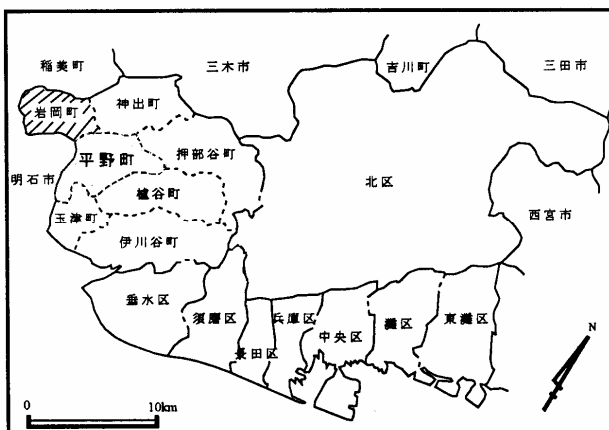 稲美町
三木市
吉川町
三田市
岩岡町
神出町
平野町
押部谷町
明石市
櫨谷町
北区
西宮市
玉津町
伊川谷町
垂水区
須磨区
長田区
兵庫区
中央区
灘区
東灘区
N
0
10km